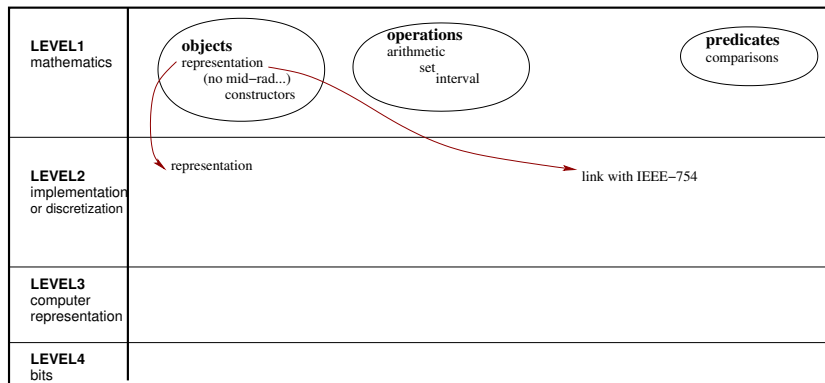 LEVEL1
mathematics
objects
representation
(no mid−rad...)
constructors
operations
arithmetic
set
interval
predicates
comparisons
LEVEL2
implementation
or discretization
representation
link with IEEE−754
LEVEL3
computer
representation
LEVEL4
bits